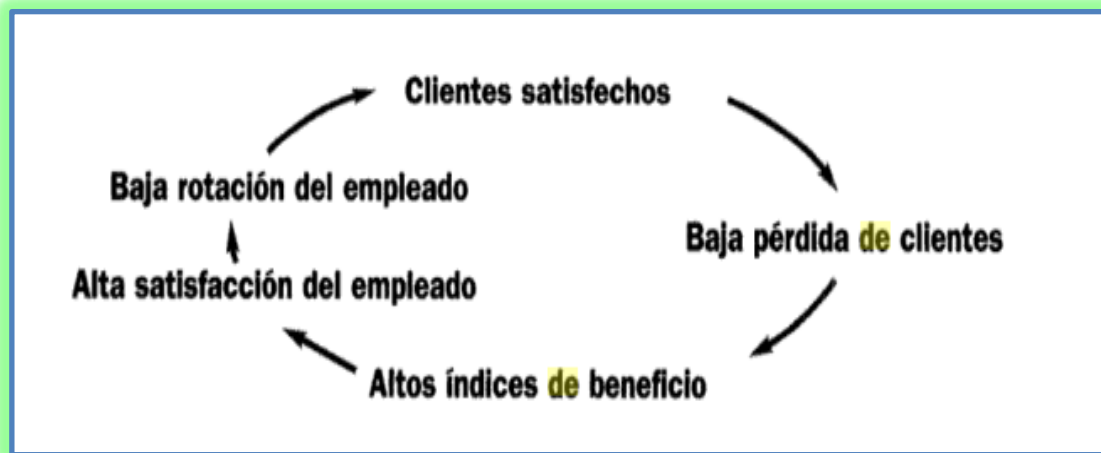 Clientes satisfechos
Baja rotación del empleado
Baja pérdida de clientes
Alta satisfacción del empleado
Altos índices de beneficio